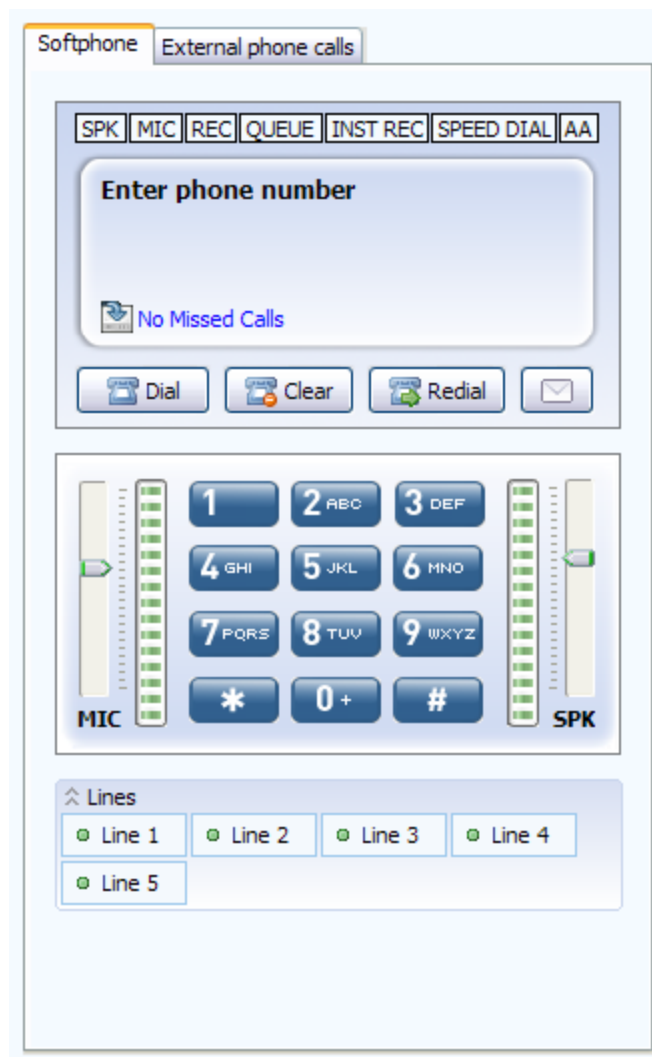 Softphone External phone calls
SPK MIC REC QUEUE INST REC SPEED DIAL AA
Enter phone number
No Missed Calls
Dial Clear Redial
1 2 ABC 3 DEF
4 GHI 5 JKL 6 MNO
7 PQRS 8 TUV 9 WXYZ
* 0 + #
MIC SPK
Lines
Line 1 Line 2 Line 3 Line 4
Line 5